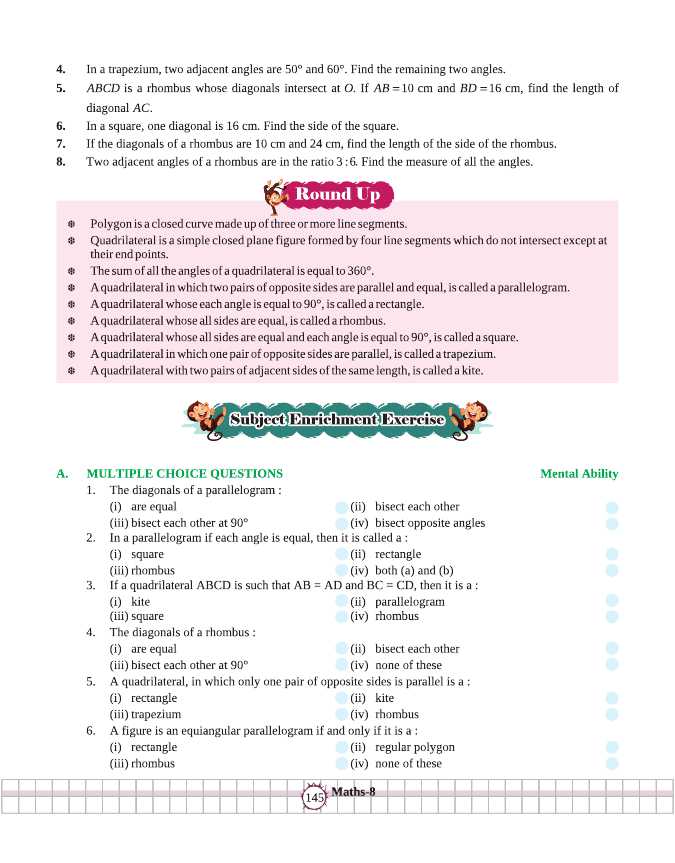 4. In a trapezium, two adjacent angles are 50° and 60°. Find the remaining two angles.
5. ABCD is a rhombus whose diagonals intersect at O. If AB = 10 cm and BD = 16 cm, find the length of
diagonal AC.
6. In a square, one diagonal is 16 cm. Find the side of the square.
7. If the diagonals of a rhombus are 10 cm and 24 cm, find the length of the side of the rhombus.
8. Two adjacent angles of a rhombus are in the ratio 3 : 6. Find the measure of all the angles.
Round Up
❆ Polygon is a closed curve made up of three or more line segments.
❆ Quadrilateral is a simple closed plane figure formed by four line segments which do not intersect except at
their end points.
❆ The sum of all the angles of a quadrilateral is equal to 360°.
❆ A quadrilateral in which two pairs of opposite sides are parallel and equal, is called a parallelogram.
❆ A quadrilateral whose each angle is equal to 90°, is called a rectangle.
❆ A quadrilateral whose all sides are equal, is called a rhombus.
❆ A quadrilateral whose all sides are equal and each angle is equal to 90°, is called a square.
❆ A quadrilateral in which one pair of opposite sides are parallel, is called a trapezium.
❆ A quadrilateral with two pairs of adjacent sides of the same length, is called a kite.
Subject Enrichment Exercise
A. MULTIPLE CHOICE QUESTIONS Mental Ability
1. The diagonals of a parallelogram :
(i) are equal (ii) bisect each other
(iii) bisect each other at 90° (iv) bisect opposite angles
2. In a parallelogram if each angle is equal, then it is called a :
(i) square (ii) rectangle
(iii) rhombus (iv) both (a) and (b)
3. If a quadrilateral ABCD is such that AB = AD and BC = CD, then it is a :
(i) kite (ii) parallelogram
(iii) square (iv) rhombus
4. The diagonals of a rhombus :
(i) are equal (ii) bisect each other
(iii) bisect each other at 90° (iv) none of these
5. A quadrilateral, in which only one pair of opposite sides is parallel is a :
(i) rectangle (ii) kite
(iii) trapezium (iv) rhombus
6. A figure is an equiangular parallelogram if and only if it is a :
(i) rectangle (ii) regular polygon
(iii) rhombus (iv) none of these
145 Maths-8